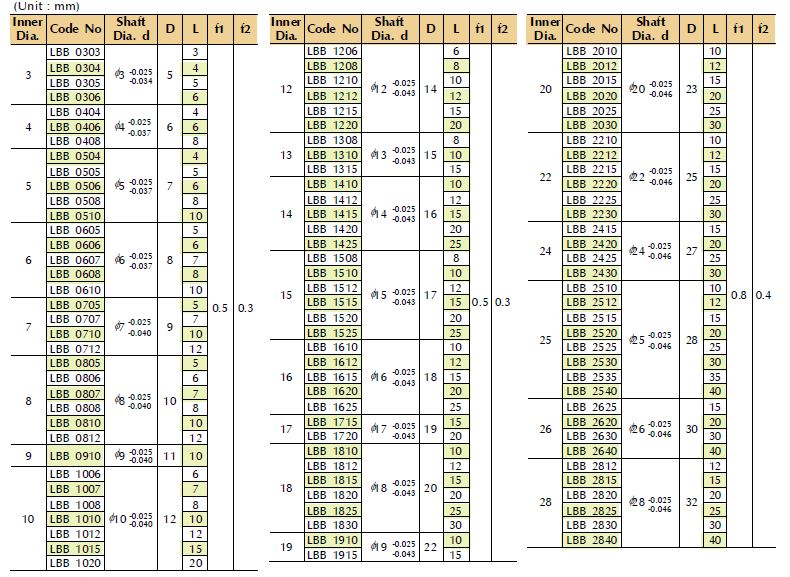 (Unit : mm)
Inner Dia. Code No Shaft Dia. d D L f1 f2
3 LBB 0303 ϕ3 -0.025 -0.034 5 3
LBB 0304 4
LBB 0305 5
LBB 0306 6
4 LBB 0404 ϕ4 -0.025 -0.037 6 4
LBB 0406 6
LBB 0408 8
5 LBB 0504 ϕ5 -0.025 -0.037 7 4
LBB 0505 5
LBB 0506 6
LBB 0508 8
LBB 0510 10
6 LBB 0605 ϕ6 -0.025 -0.037 8 5
LBB 0606 6
LBB 0607 7
LBB 0608 8
LBB 0610 10
7 LBB 0705 ϕ7 -0.025 -0.040 9 5 0.5 0.3
LBB 0707 7
LBB 0710 10
LBB 0712 12
8 LBB 0805 ϕ8 -0.025 -0.040 10 5
LBB 0806 6
LBB 0807 7
LBB 0808 8
LBB 0810 10
LBB 0812 12
9 LBB 0910 ϕ9 -0.025 -0.040 11 10
10 LBB 1006 ϕ10 -0.025 -0.040 12 6
LBB 1007 7
LBB 1008 8
LBB 1010 10
LBB 1012 12
LBB 1015 15
LBB 1020 20
Inner Dia. Code No Shaft Dia. d D L f1 f2
12 LBB 1206 ϕ12 -0.025 -0.043 14 6
LBB 1208 8
LBB 1210 10
LBB 1212 12
LBB 1215 15
LBB 1220 20
13 LBB 1308 ϕ13 -0.025 -0.043 15 8
LBB 1310 10
LBB 1315 15
14 LBB 1410 ϕ14 -0.025 -0.043 16 10
LBB 1412 12
LBB 1415 15
LBB 1420 20
LBB 1425 25
15 LBB 1508 ϕ15 -0.025 -0.043 17 8
LBB 1510 10
LBB 1512 12
LBB 1515 15 0.5 0.3
LBB 1520 20
LBB 1525 25
16 LBB 1610 ϕ16 -0.025 -0.043 18 10
LBB 1612 12
LBB 1615 15
LBB 1620 20
LBB 1625 25
17 LBB 1715 ϕ17 -0.025 -0.043 19 15
LBB 1720 20
18 LBB 1810 ϕ18 -0.025 -0.043 20 10
LBB 1812 12
LBB 1815 15
LBB 1820 20
LBB 1825 25
LBB 1830 30
19 LBB 1910 ϕ19 -0.025 -0.043 22 10
LBB 1915 15
Inner Dia. Code No Shaft Dia. d D L f1 f2
20 LBB 2010 ϕ20 -0.025 -0.046 23 10
LBB 2012 12
LBB 2015 15
LBB 2020 20
LBB 2025 25
LBB 2030 30
22 LBB 2210 ϕ22 -0.025 -0.046 25 10
LBB 2212 12
LBB 2215 15
LBB 2220 20
LBB 2225 25
LBB 2230 30
24 LBB 2415 ϕ24 -0.025 -0.046 27 15
LBB 2420 20
LBB 2425 25
LBB 2430 30
25 LBB 2510 ϕ25 -0.025 -0.046 28 10
LBB 2512 12 0.8 0.4
LBB 2515 15
LBB 2520 20
LBB 2525 25
LBB 2530 30
LBB 2535 35
LBB 2540 40
26 LBB 2625 ϕ26 -0.025 -0.046 30 15
LBB 2620 20
LBB 2630 30
LBB 2640 40
28 LBB 2812 ϕ28 -0.025 -0.046 32 12
LBB 2815 15
LBB 2820 20
LBB 2825 25
LBB 2830 30
LBB 2840 40